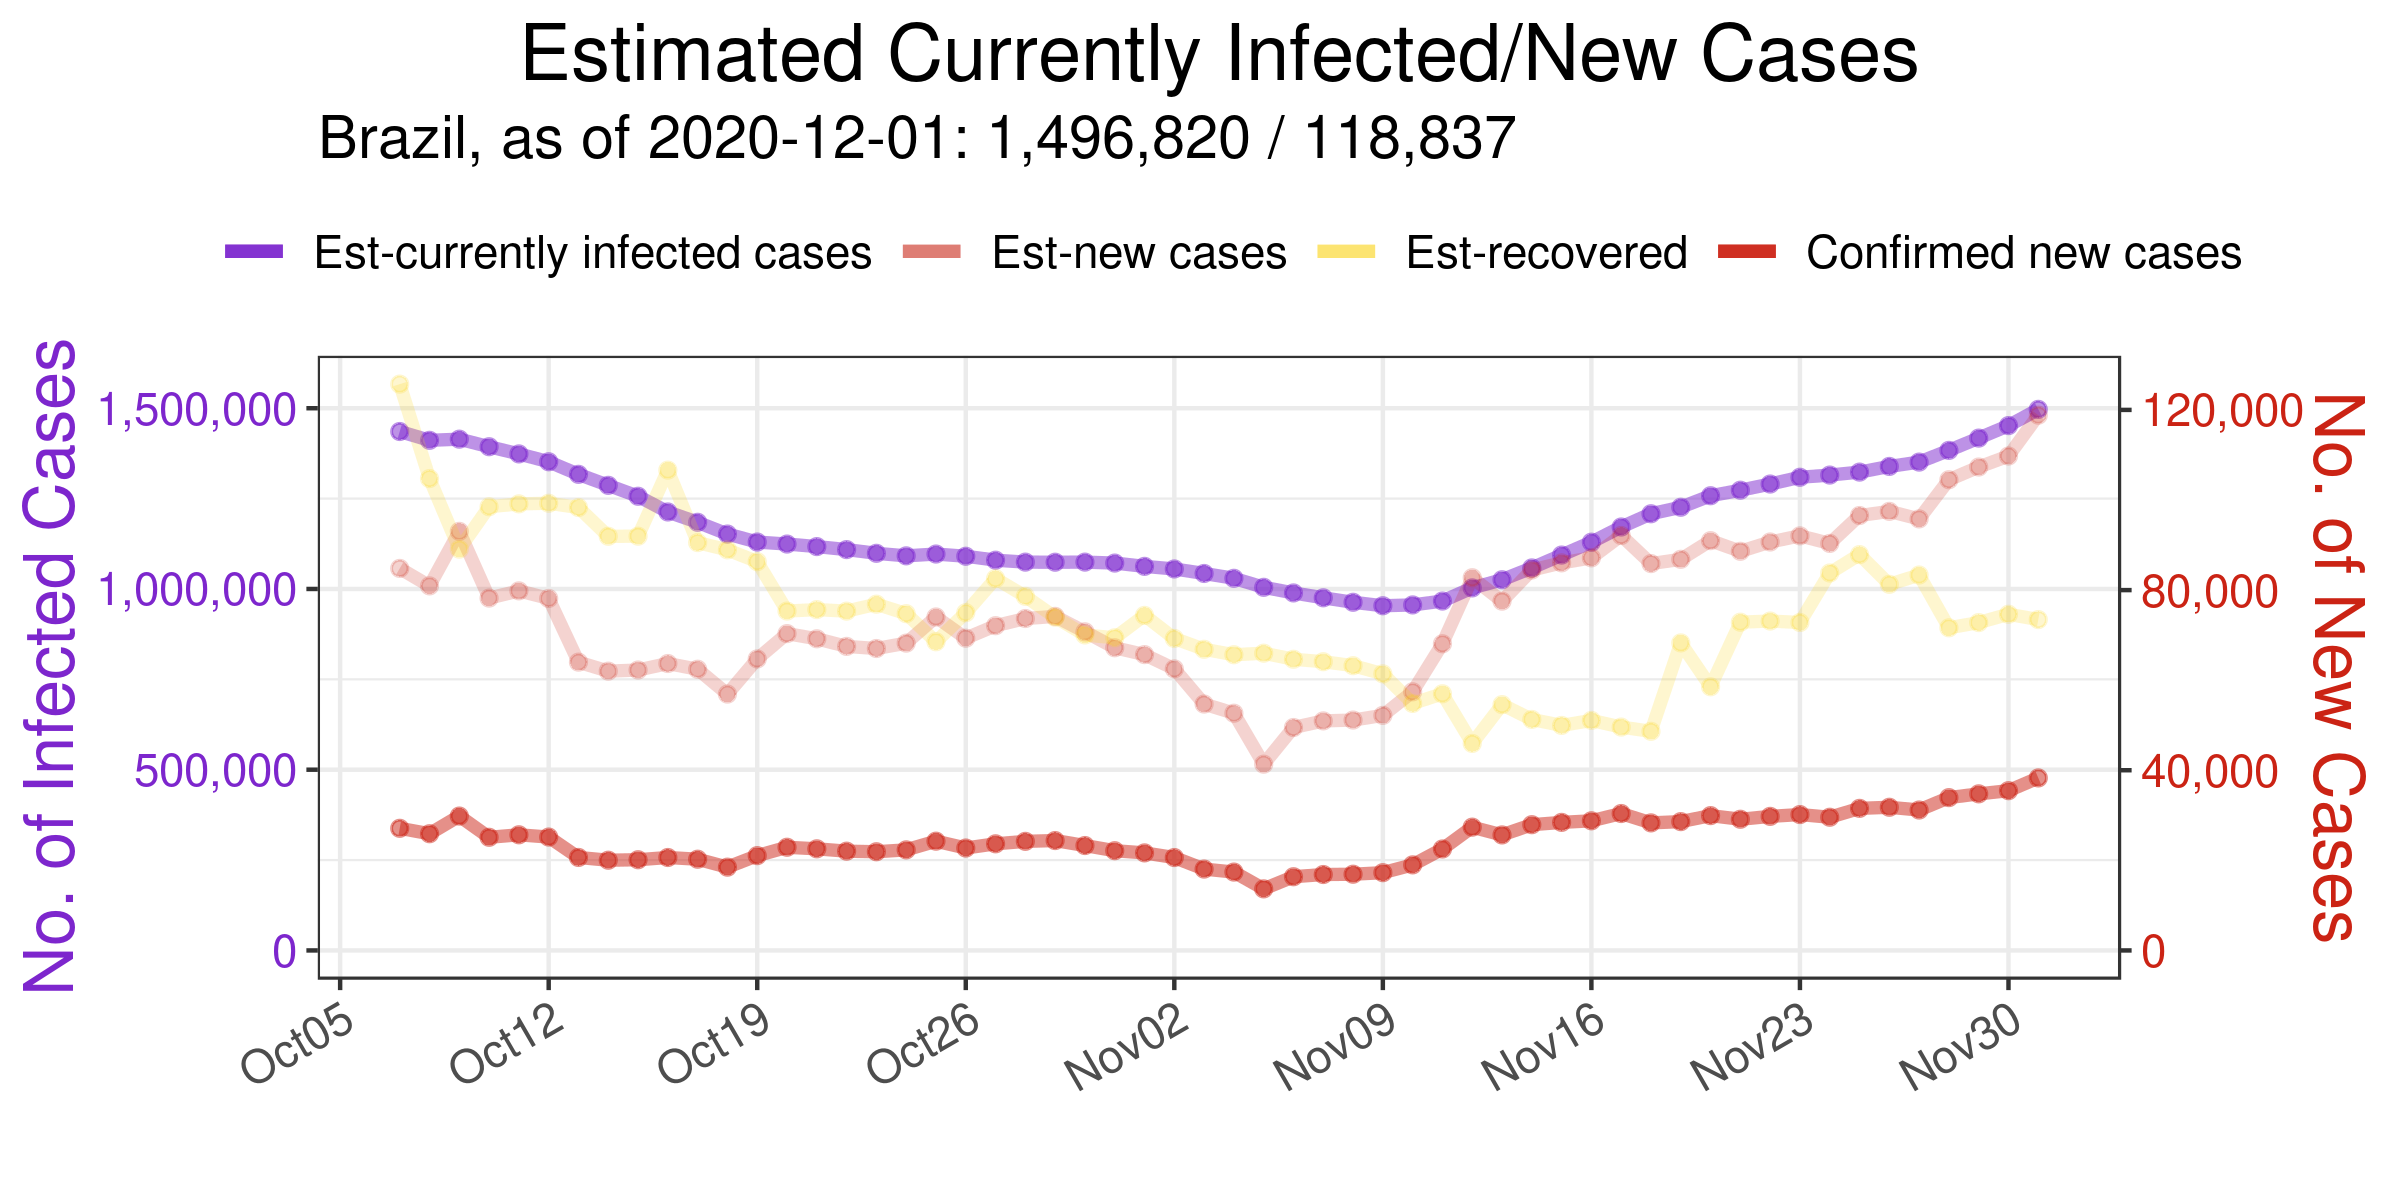 Estimated Currently Infected/New Cases
Brazil, as of 2020-12-01: 1,496,820 / 118,837
Est-currently infected cases Est-new cases Est-recovered Confirmed new cases
No. of Infected Cases
1,500,000
1,000,000
500,000
0
120,000
80,000
40,000
0
No. of New Cases
Oct05 Oct12 Oct19 Oct26 Nov02 Nov09 Nov16 Nov23 Nov30